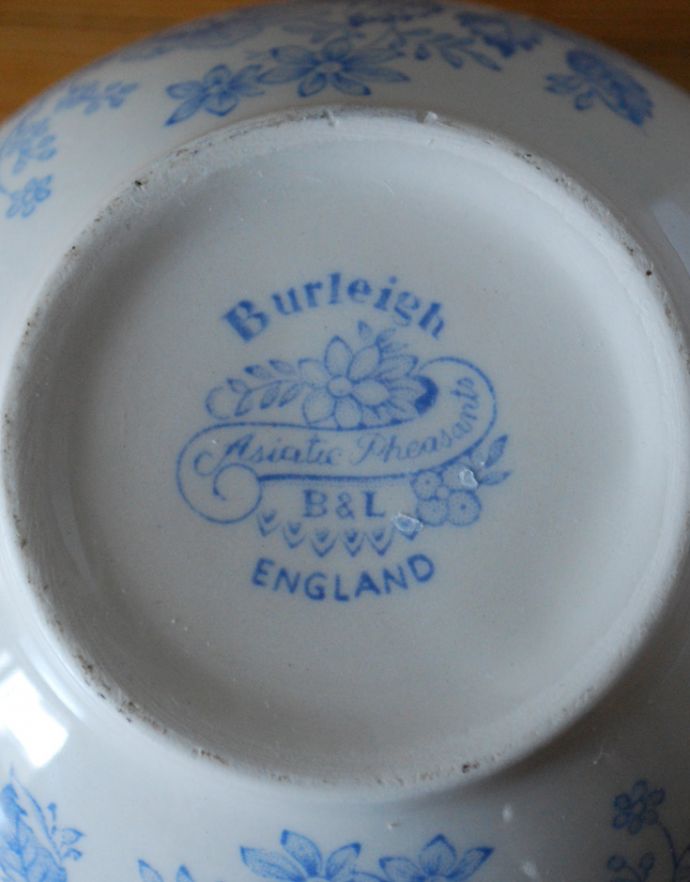 Burleigh
Asiatic Pheasants
B&L
ENGLAND